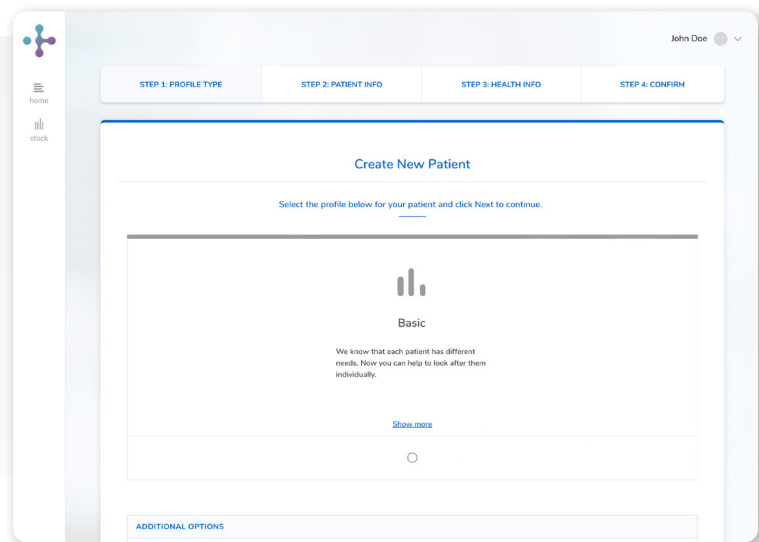 John Doe
home
stock
STEP 1: PROFILE TYPE
STEP 2: PATIENT INFO
STEP 3: HEALTH INFO
STEP 4: CONFIRM
Create New Patient
Select the profile below for your patient and click Next to continue.
Basic
We know that each patient has different
needs. Now you can help to look after them
individually.
Show more
ADDITIONAL OPTIONS